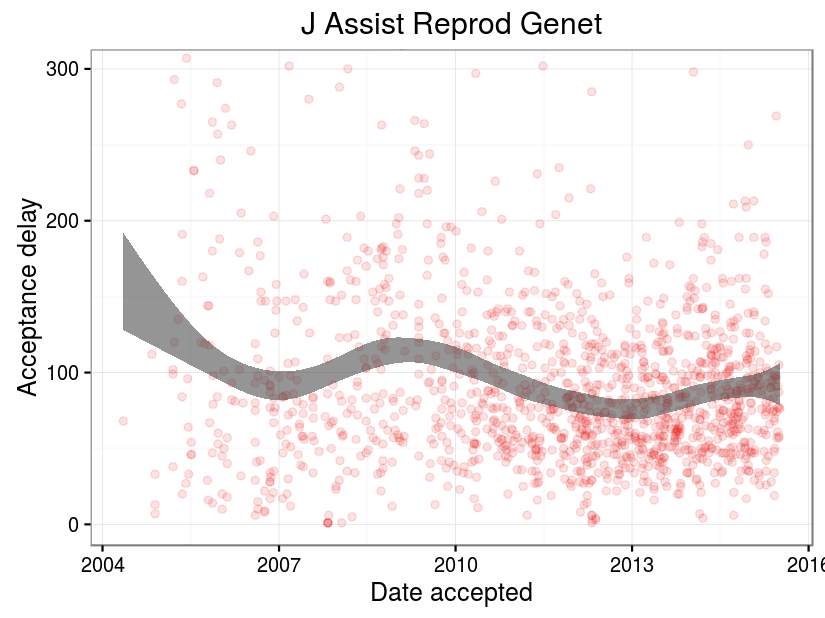 J Assist Reprod Genet
300
200
100
0
Acceptance delay
2004 2007 2010 2013 2016
Date accepted